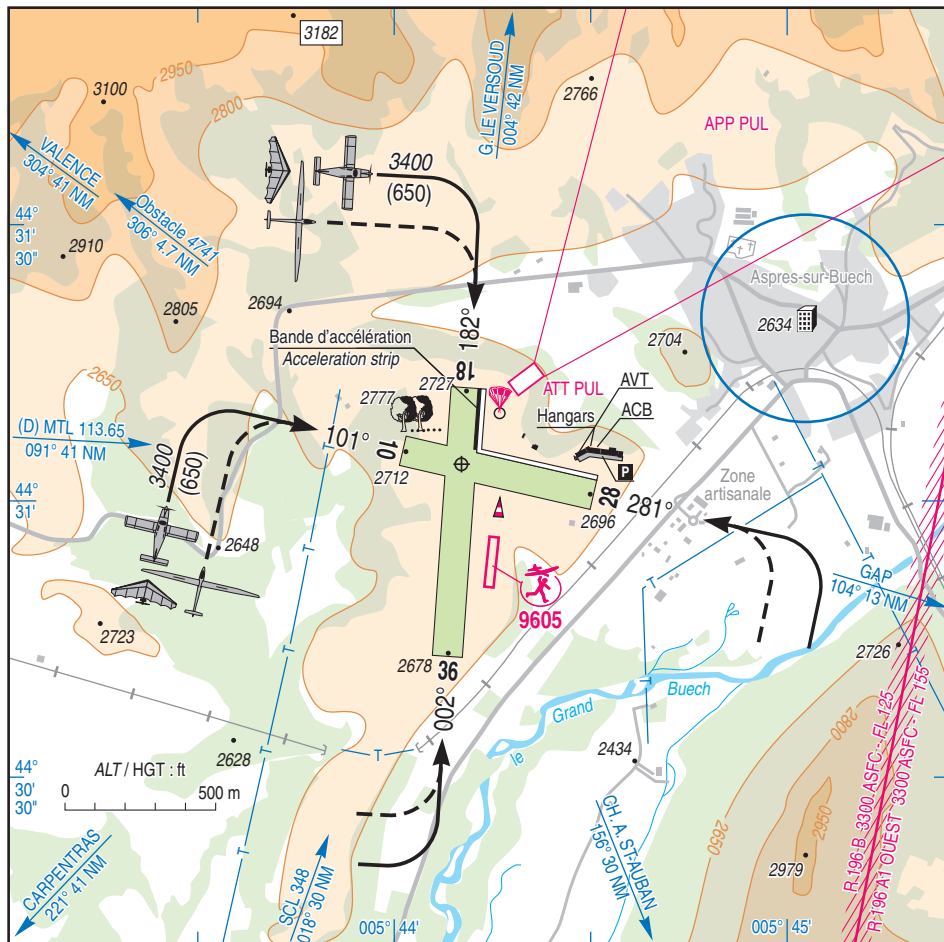 3182
2950
3100
2800
2766
G. LE VERSOUD
004° 42 NM
APP PUL
VALENCE
304° 41 NM
Obstacle 4741
306° 4.7 NM
3400
(650)
44°
31'
30"
2910
2805
2694
Aspres-sur-Buech
2634
Bande d'accélération
Acceleration strip
182°
18
2727
2704
2650
2777
ATT PUL
AVT
Hangars
ACB
P
(D) MTL 113.65
091° 41 NM
101°
10
2712
3400
(650)
28
281°
2696
Zone
artisanale
44°
31'
T
T
T
T
2648
T
T
GAP
104° 13 NM
9605
2723
2678
36
002°
2726
T
T
T
Grand
Buech
le
2628
2434
2800
ALT / HGT : ft
0
500 m
44°
30'
30"
T
2650
2950
2979
R 196 B 3300 ASFC - FL 125
R 196 A1 OUEST 3300 ASFC - FL 155
CARPENTRAS
221° 41 NM
SCL 348
018° 30 NM
CH. A. ST-AUBAN
156° 30 NM
005° 44'
005° 45'